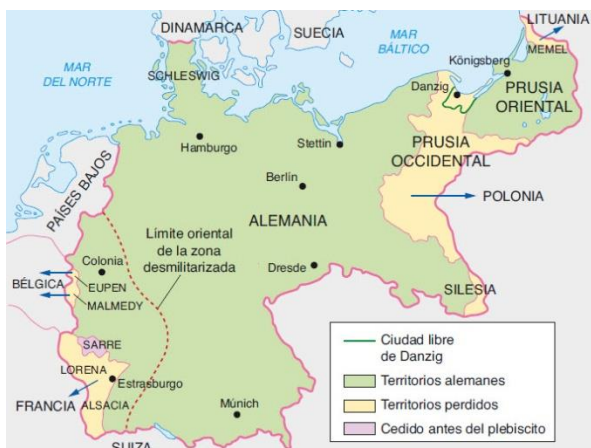 DINAMARCA
SUECIA
LITUANIA
MEMEL
MAR
DEL NORTE
MAR
BÁLTICO
SCHLESWIG
Königsberg
Danzig
PRUSIA
ORIENTAL
Hamburgo
Stettin
PRUSIA
OCCIDENTAL
PAÍSES BAJOS
Berlín
POLONIA
ALEMANIA
Límite oriental
de la zona
desmilitarizada
Colonia
Dresde
BÉLGICA
EUPEN
MALMEDY
SILESIA
SARRE
LORENA
Estrasburgo
FRANCIA
ALSACIA
Múnich
SUIZA
Ciudad libre
de Danzig
Territorios alemanes
Territorios perdidos
Cedido antes del plebiscito